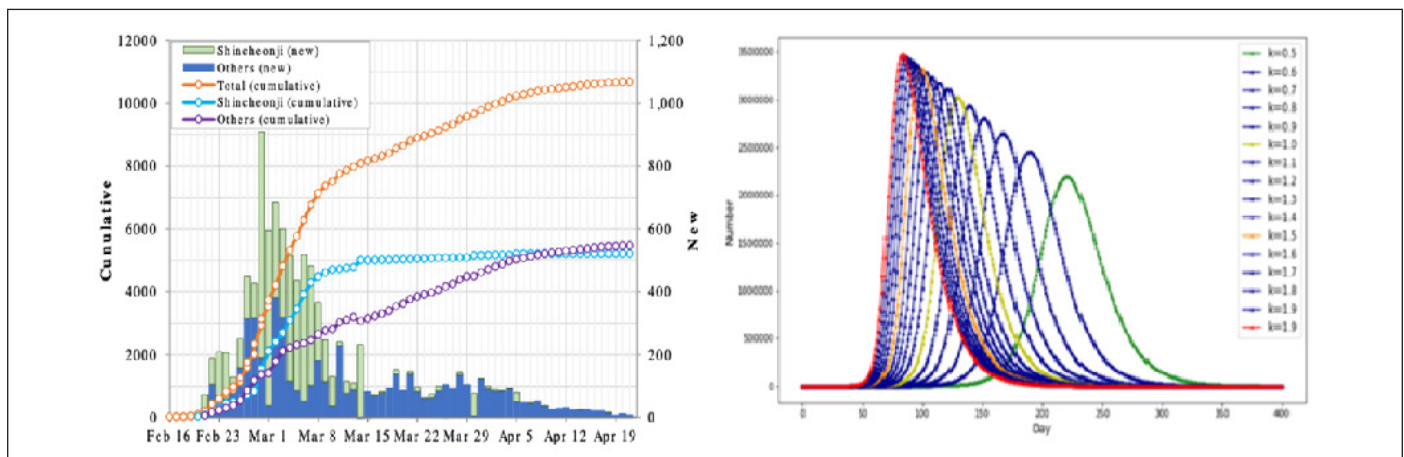 12000
10000
8000
6000
4000
2000
0
Cunulative
Shincheonji (new)
Others (new)
Total (cumulative)
Shincheonji (cumulative)
Others (cumulative)
1,200
1,000
800
600
400
200
0
New
Feb 16 Feb 23 Mar 1 Mar 8 Mar 15 Mar 22 Mar 29 Apr 5 Apr 12 Apr 19
Number
0
k=0.5
k=0.6
k=0.7
k=0.8
k=0.9
k=1.0
k=1.1
k=1.2
k=1.3
k=1.4
k=1.5
k=1.6
k=1.7
k=1.8
k=1.9
k=1.9
0 50 100 150 200 250 300 350 400
Day